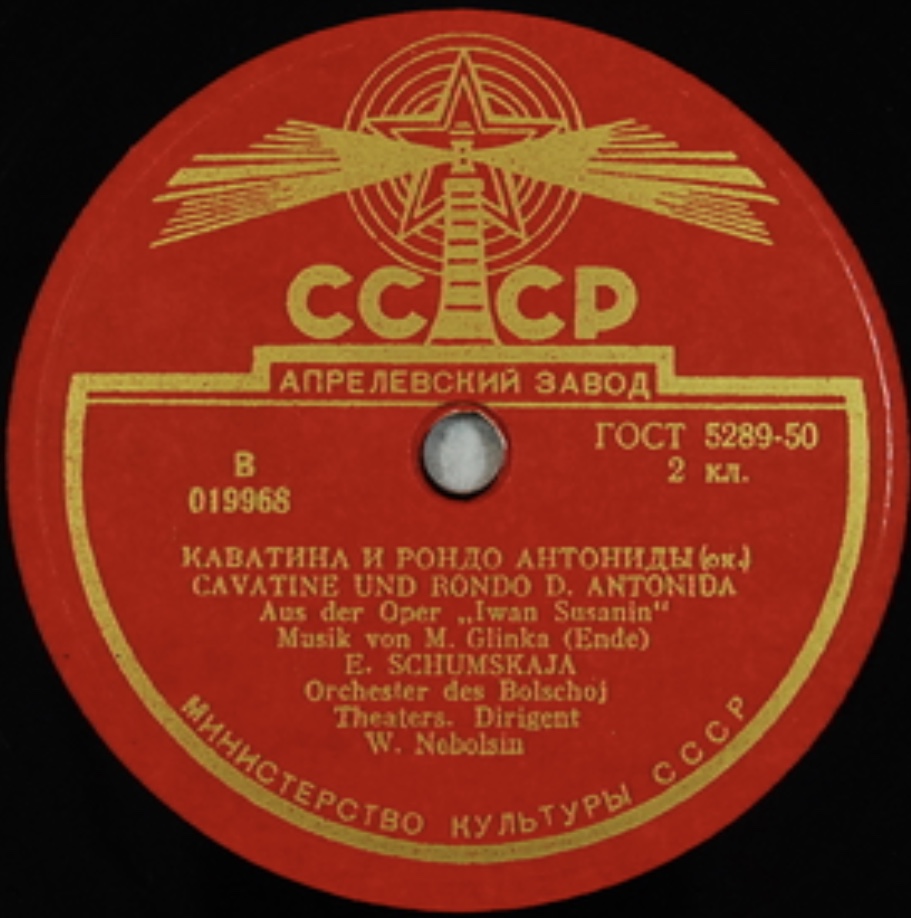 СССР
АПРЕЛЕВСКИЙ ЗАВОД
ГОСТ 5289-50
2 кл.
В
019968
КАВАТИНА И РОНДО АНТОНИДЫ (ок.)
CAVATINE UND RONDO D. ANTONIDA
Aus der Oper „Iwan Susanin“
Musik von M. Glinka (Ende)
E. SCHUMSKAJA
Orchester des Bolschoj
Theaters. Dirigent
W. Nebolsin
МИНИСТЕРСТВО КУЛЬТУРЫ СССР